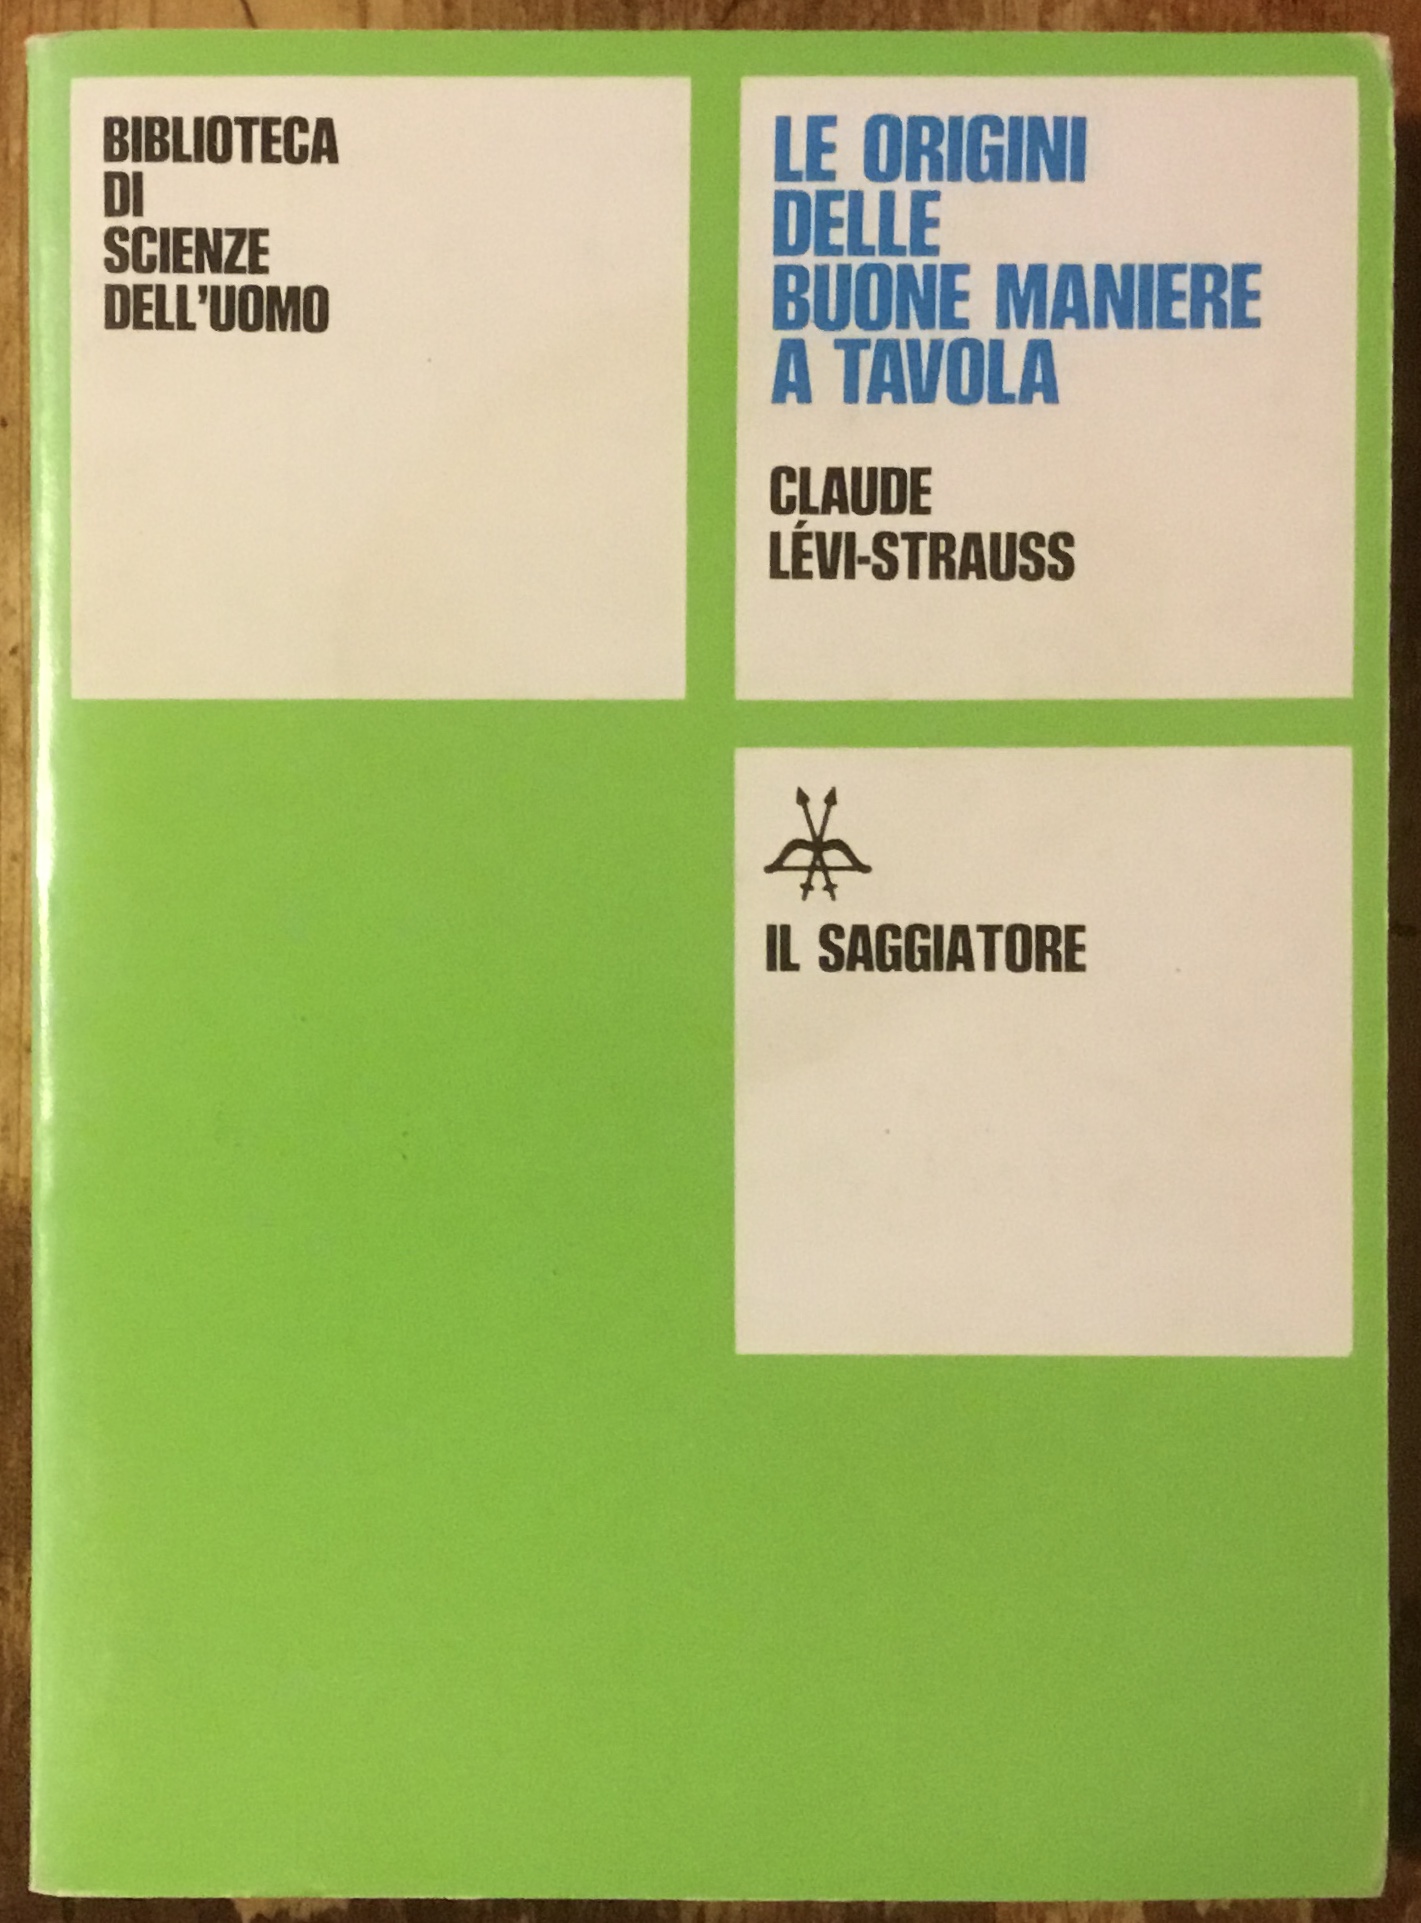 BIBLIOTECA
DI
SCIENZE
DELL'UOMO
LE ORIGINI
DELLE
BUONE MANIERE
A TAVOLA
CLAUDE
LÉVI-STRAUSS
IL SAGGIATORE